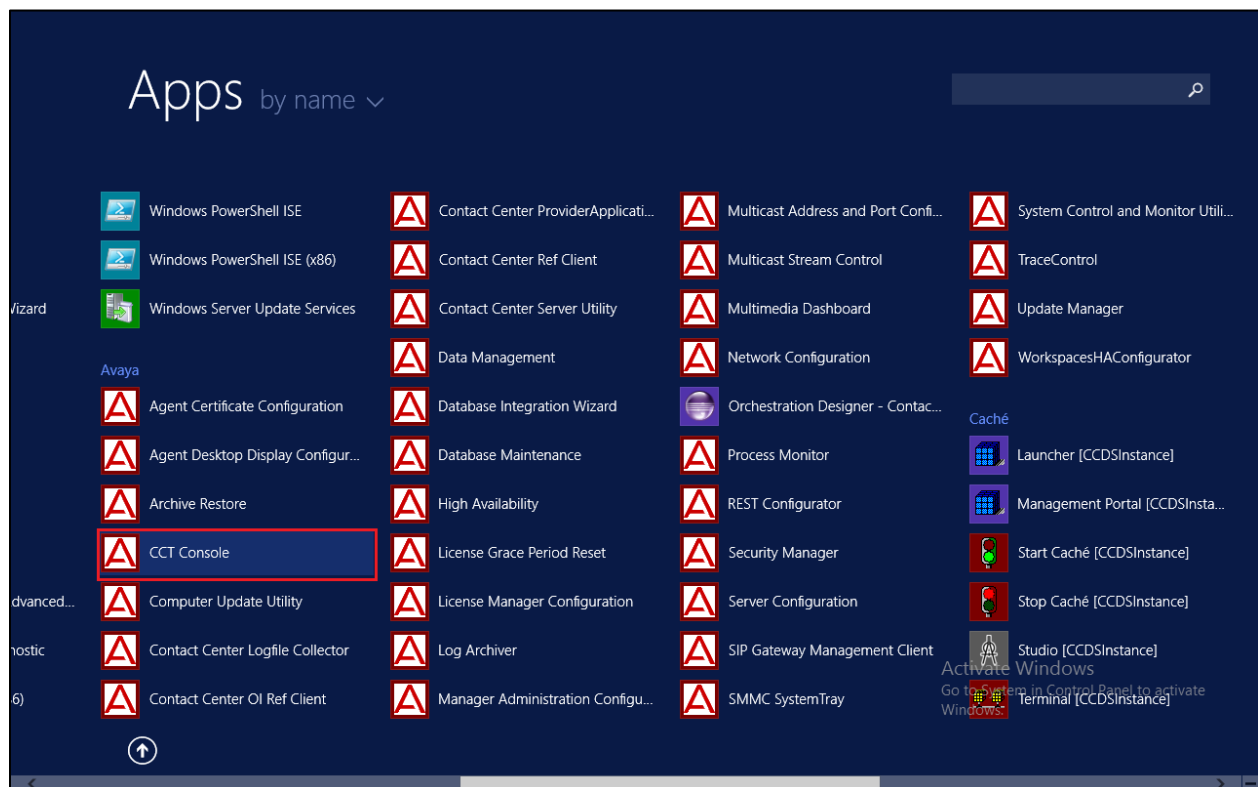 Apps by name
Windows PowerShell ISE
Windows PowerShell ISE (x86)
Vizard
Windows Server Update Services
Avaya
Agent Certificate Configuration
Agent Desktop Display Configur...
Archive Restore
CCT Console
dvanced...
Computer Update Utility
nostic
Contact Center Logfile Collector
6)
Contact Center OI Ref Client
Contact Center ProviderApplicati...
Contact Center Ref Client
Contact Center Server Utility
Data Management
Database Integration Wizard
Database Maintenance
High Availability
License Grace Period Reset
License Manager Configuration
Log Archiver
Manager Administration Configu...
Multicast Address and Port Confi...
Multicast Stream Control
Multimedia Dashboard
Network Configuration
Orchestration Designer - Contac...
Process Monitor
REST Configurator
Security Manager
Server Configuration
SIP Gateway Management Client
SMMC SystemTray
System Control and Monitor Utili...
TraceControl
Update Manager
WorkspacesHAConfigurator
Caché
Launcher [CCDSInstance]
Management Portal [CCDSInsta...
Start Caché [CCDSInstance]
Stop Caché [CCDSInstance]
Studio [CCDSInstance]
Terminal [CCDSInstance]
Activate Windows
Go to System in Control Panel to activate
Windows.